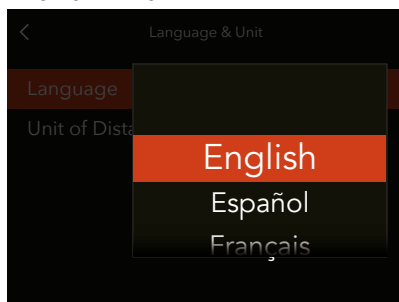 Language & Unit
Language
Unit of Dista
English
Español
Français